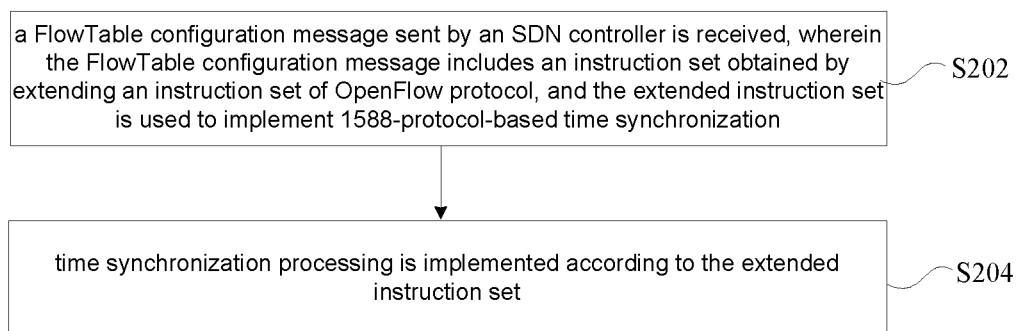 a FlowTable configuration message sent by an SDN controller is received, wherein
the FlowTable configuration message includes an instruction set obtained by
extending an instruction set of OpenFlow protocol, and the extended instruction set
is used to implement 1588-protocol-based time synchronization
S202
time synchronization processing is implemented according to the extended
instruction set
S204